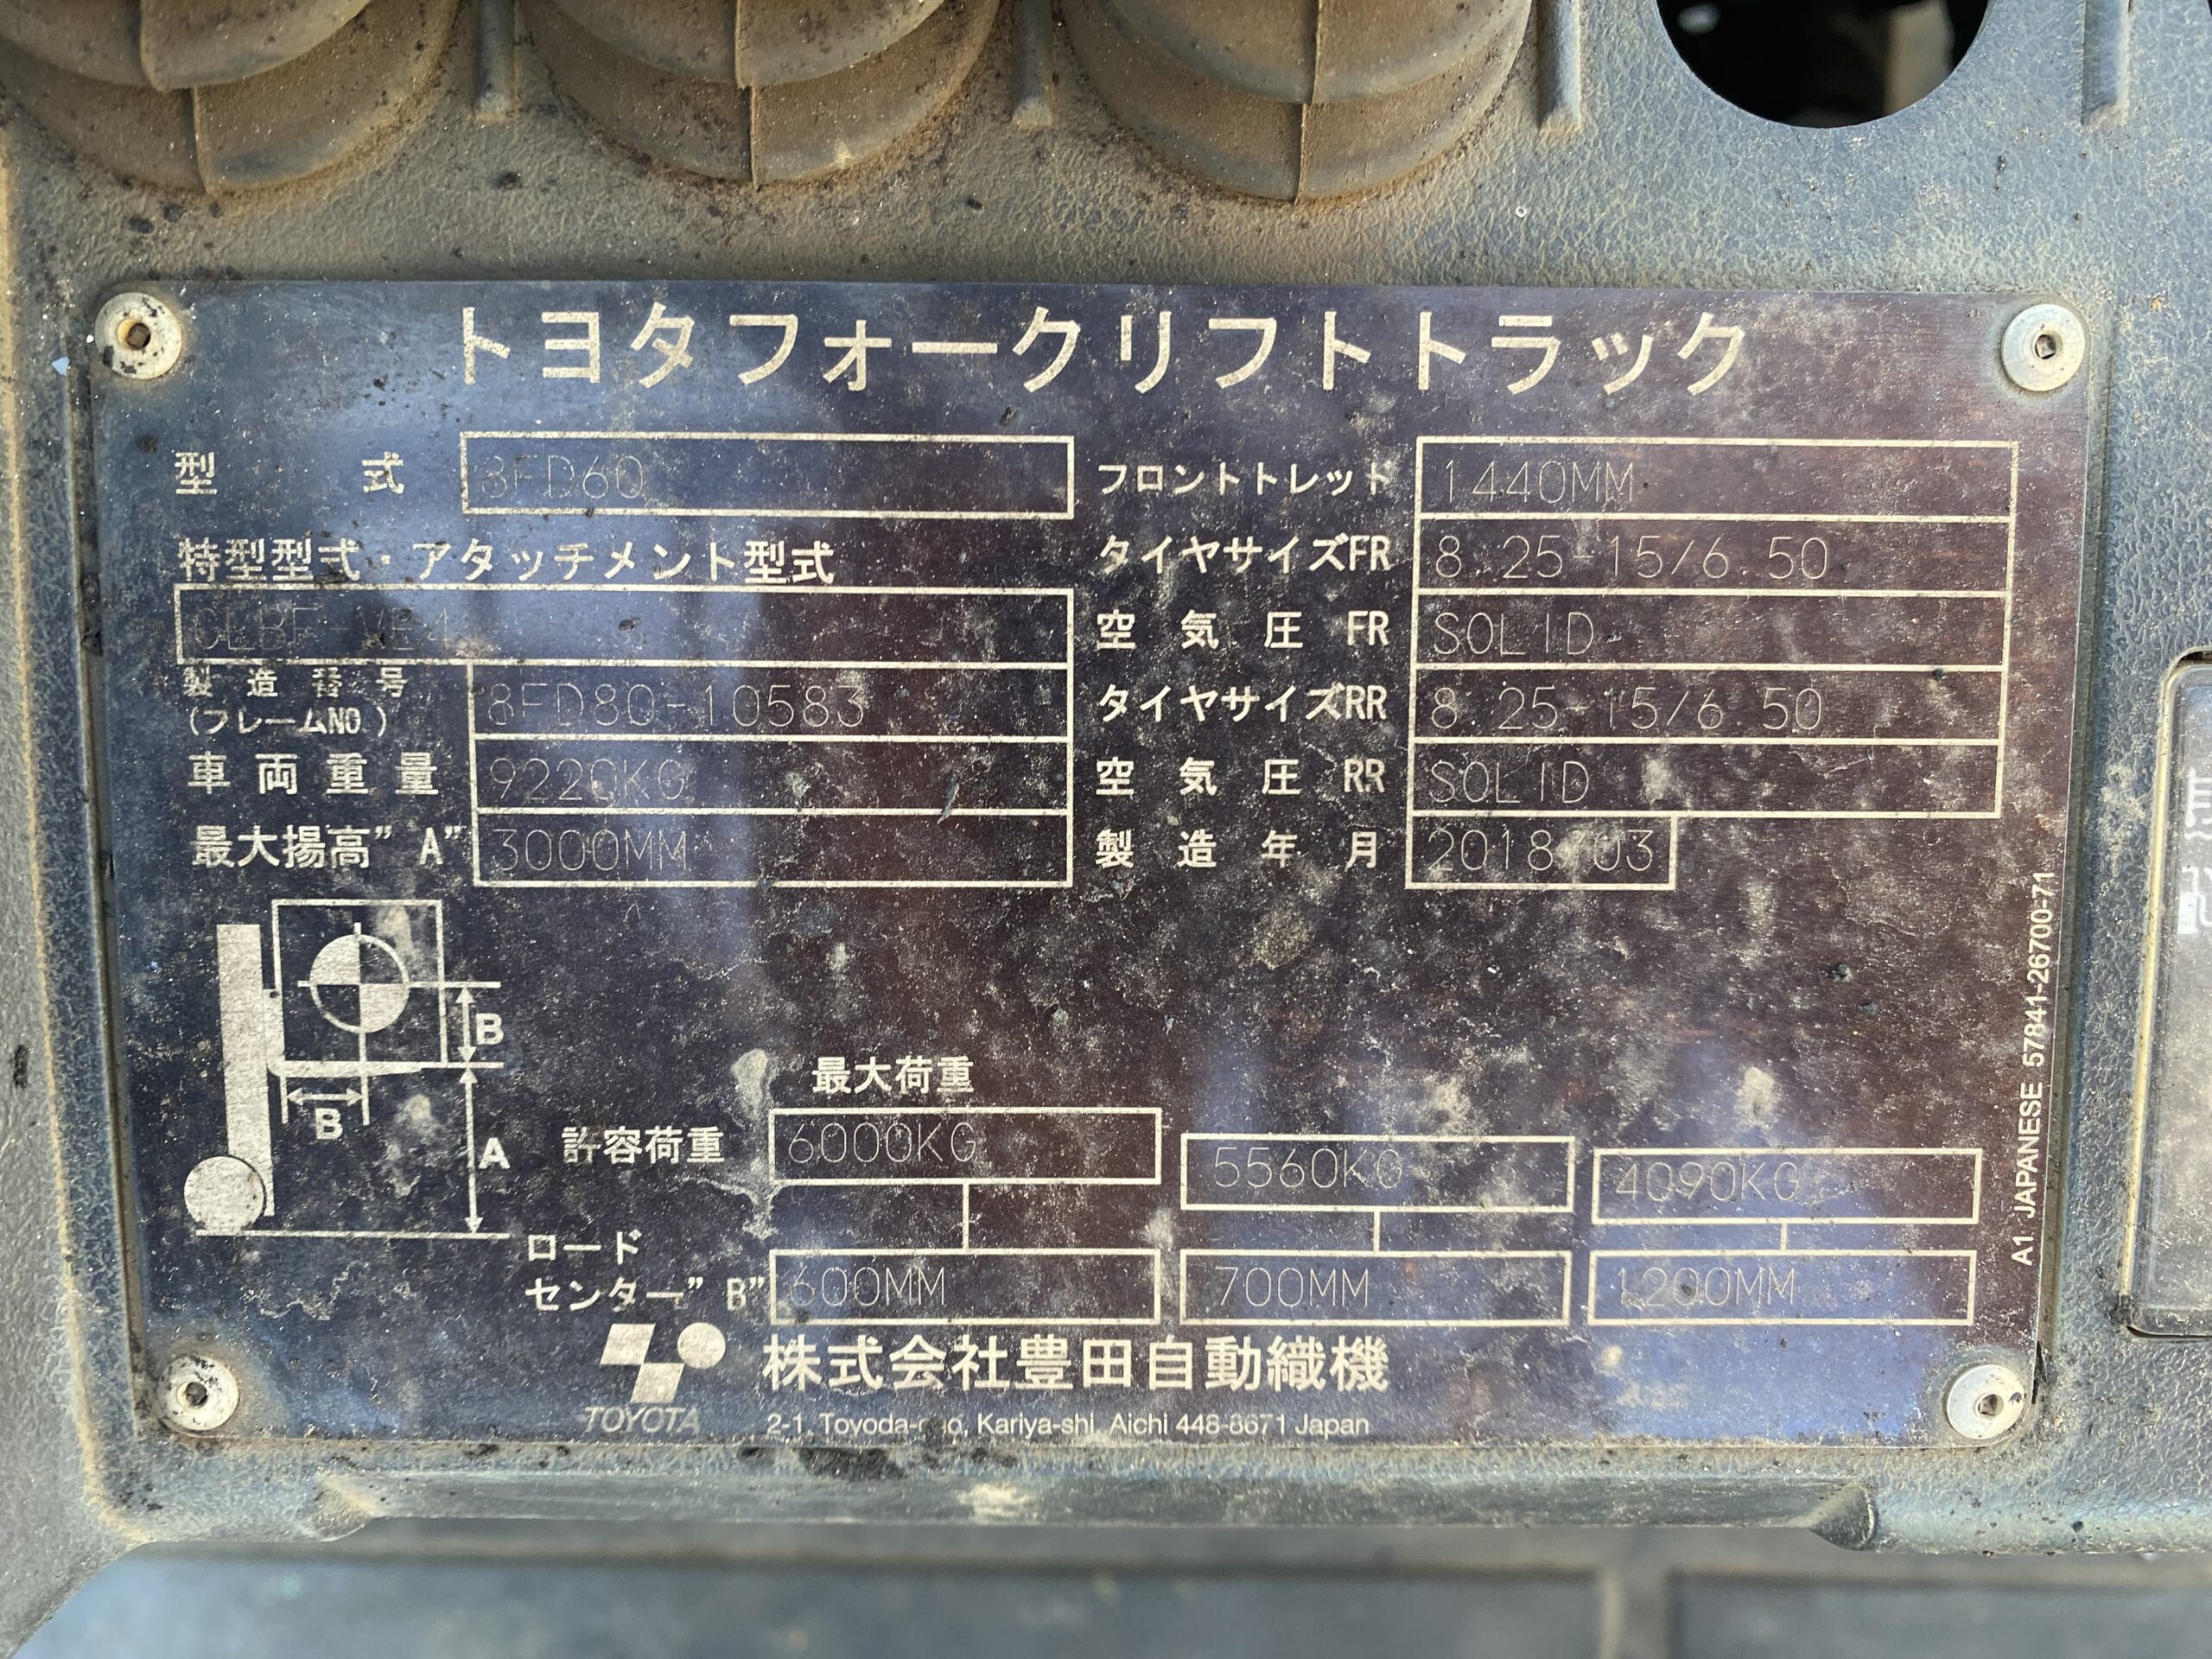 トヨタフォークリフトトラック
型式 8FD60
特型型式・アタッチメント型式
製造番号 8FD80-10583
(フレームNO.)
車両重量 9220KG
最大揚高"A" 3000MM
フロントトレット 1440MM
タイヤサイズFR 8.25-15/6.50
空気圧FR SOLID
タイヤサイズRR 8.25-15/6.50
空気圧RR SOLID
製造年月 2018/03
B
B
A
最大荷重
許容荷重 6000KG 5560KG 4090KG
ロード
センター"B" 600MM 700MM 1200MM
株式会社豊田自動織機
TOYOTA 2-1, Toyoda-cho, Kariya-shi, Aichi 448-8671 Japan
A1 JAPANESE 57841-26700-71